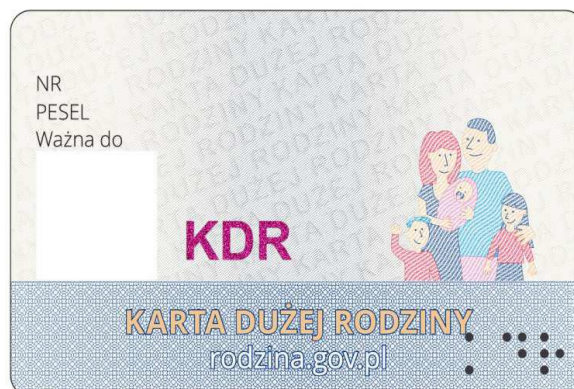 NR
PESEL
Ważna do
KDR
KARTA DUŻEJ RODZINY
rodzina.gov.pl